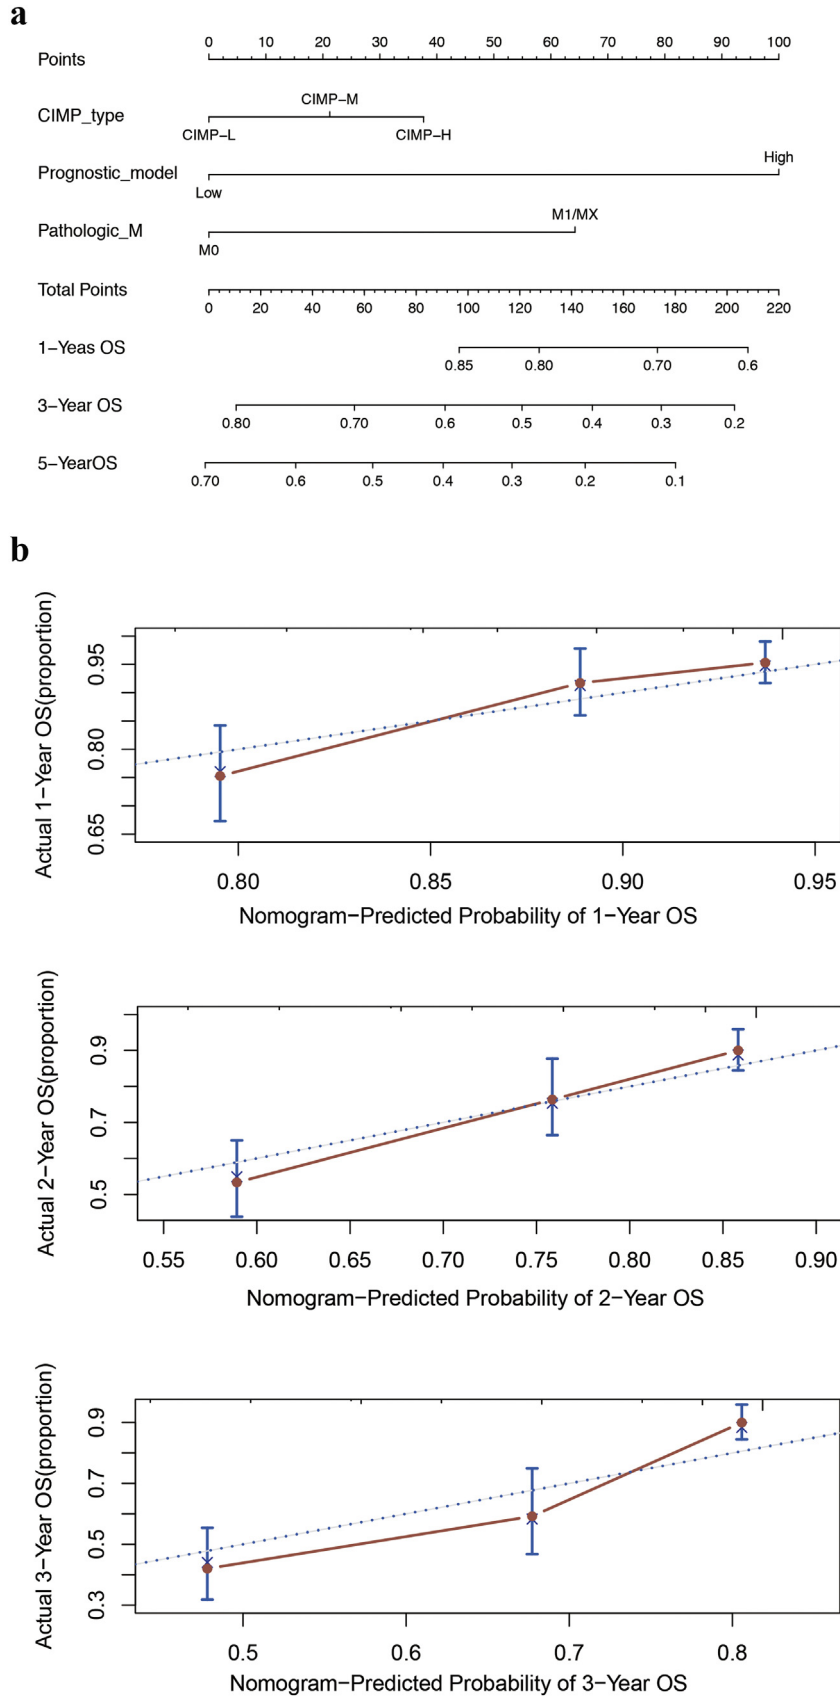 a
0 10 20 30 40 50 60 70 80 90 100
Points
CIMP−M
CIMP_type
CIMP−L CIMP−H
High
Prognostic_model
Low
M1/MX
Pathologic_M
M0
Total Points
0 20 40 60 80 100 120 140 160 180 200 220
1−Yeas OS
0.85 0.80 0.70 0.6
3−Year OS
0.80 0.70 0.6 0.5 0.4 0.3 0.2
5−YearOS
0.70 0.6 0.5 0.4 0.3 0.2 0.1
b
Actual 1−Year OS(proportion)
0.95
0.80
0.65
0.80 0.85 0.90 0.95
Nomogram−Predicted Probability of 1−Year OS
Actual 2−Year OS(proportion)
0.9
0.7
0.5
0.55 0.60 0.65 0.70 0.75 0.80 0.85 0.90
Nomogram−Predicted Probability of 2−Year OS
Actual 3−Year OS(proportion)
0.9
0.7
0.5
0.3
0.5 0.6 0.7 0.8
Nomogram−Predicted Probability of 3−Year OS